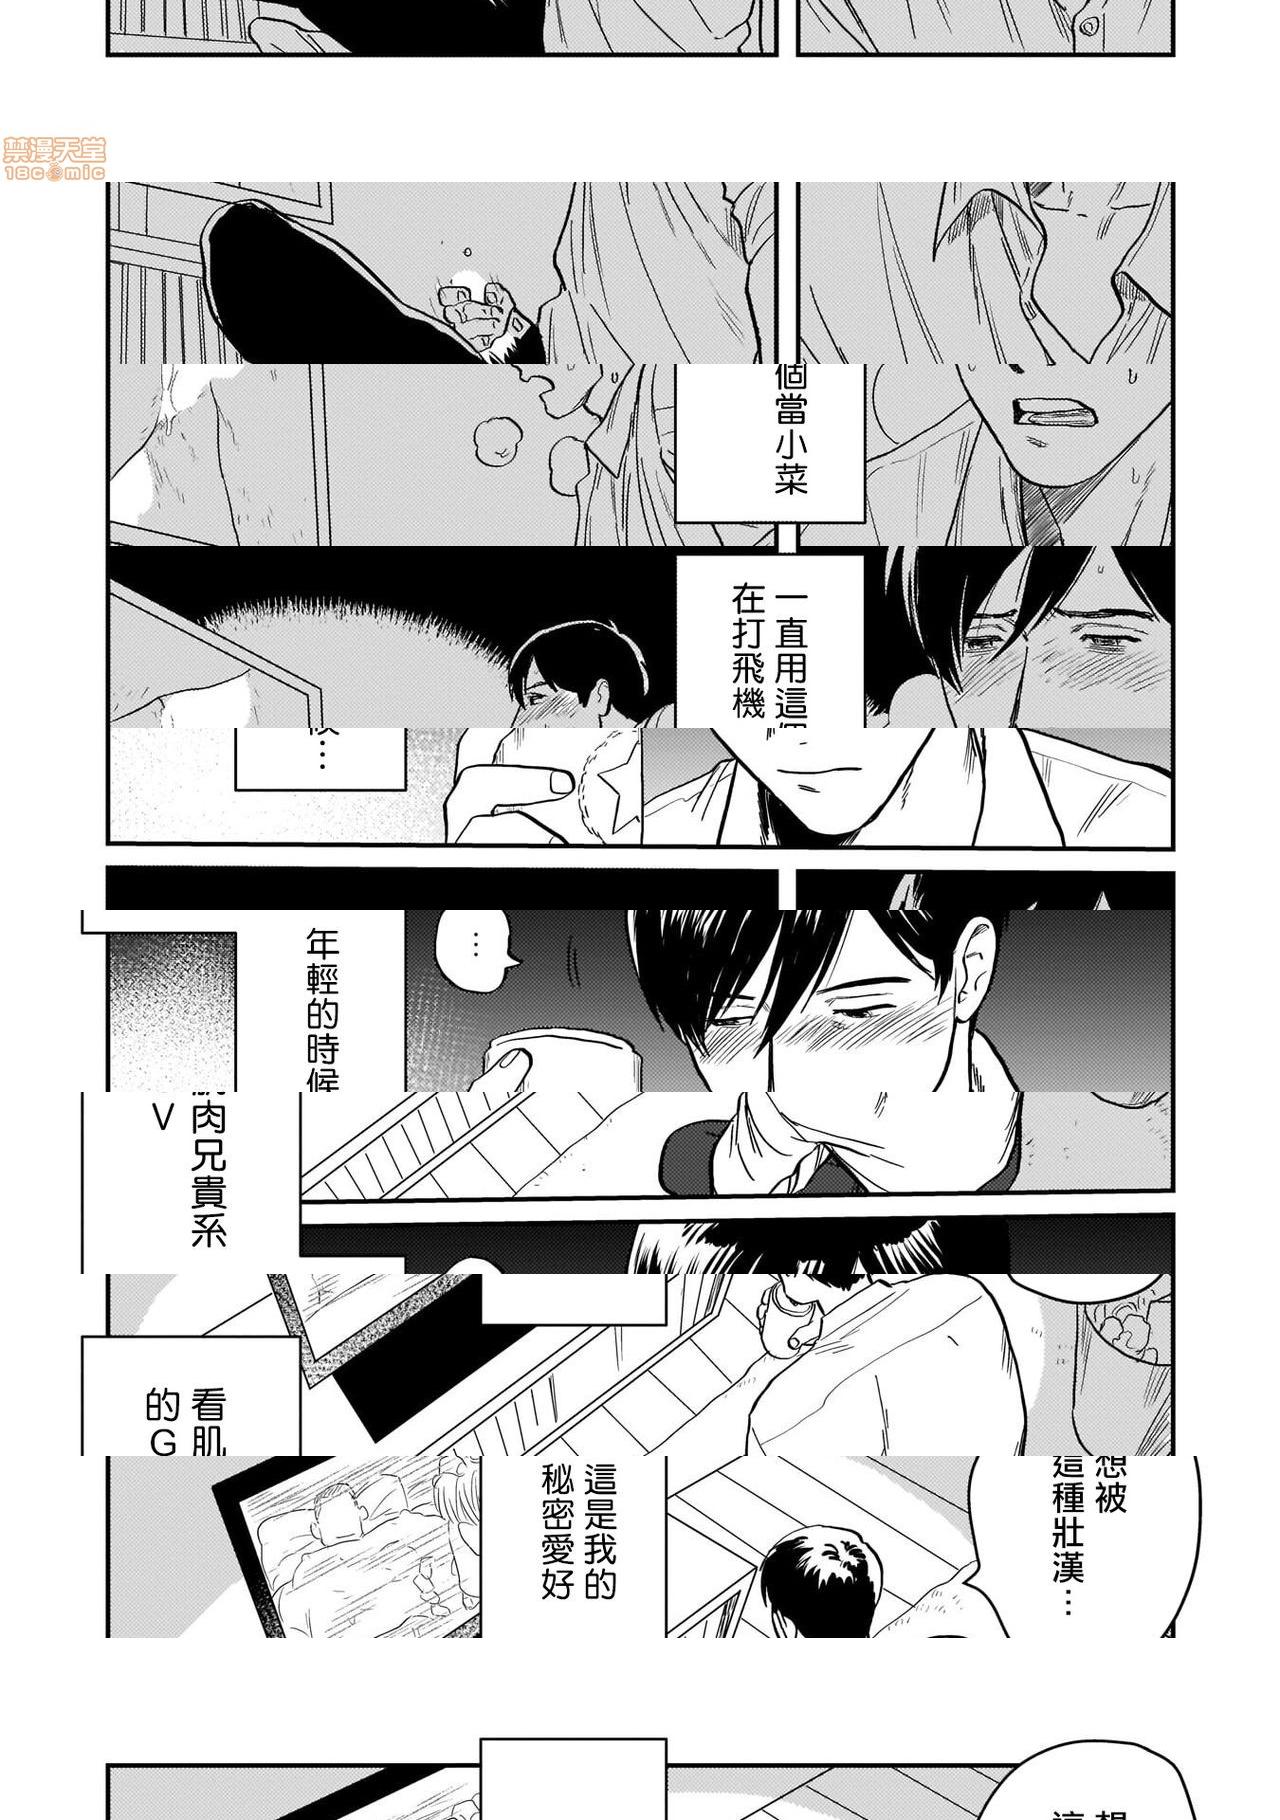 禁漫天堂
18comic
個當小菜
一直用這
在打飛機
…
…
年輕的時候
肉兄貴系
V
看肌
的G
想被
這種壯漢…
這是我的
秘密愛好